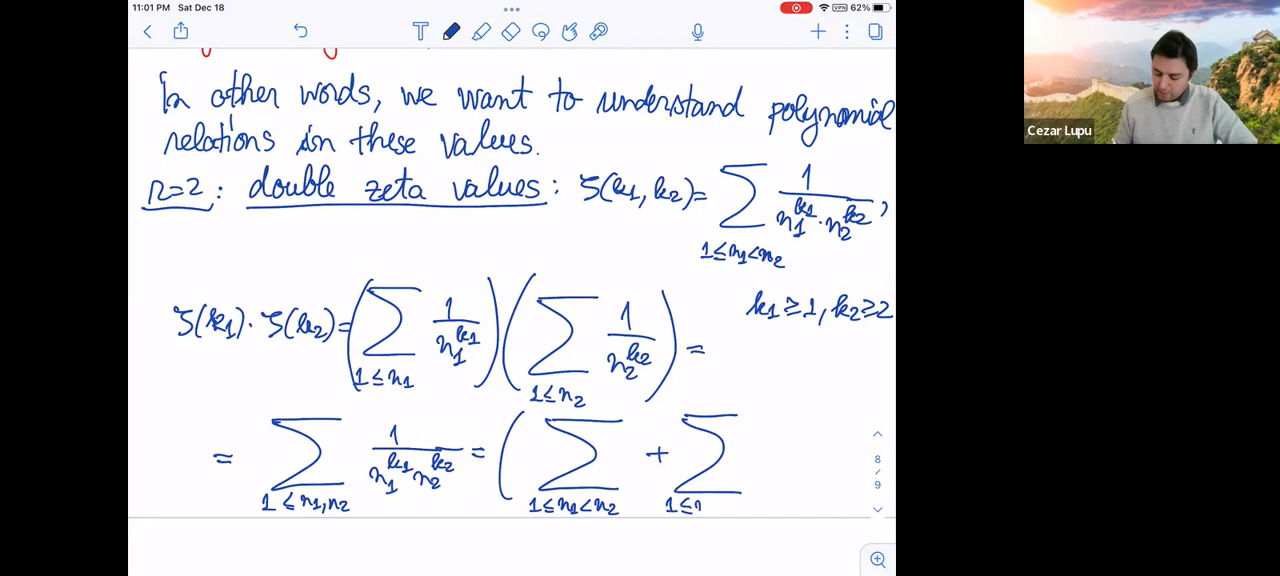 11:01 PM Sat Dec 18
VPN 62%
In other words, we want to understand polynomial
relations in these values.
r=2: double zeta values: ζ(k₁,k₂)= ∑_{1≤n₁<n₂} 1/(n₁^{k₁}·n₂^{k₂}),
k₁≥1, k₂≥2
ζ(k₁)·ζ(k₂)=(∑_{1≤n₁} 1/n₁^{k₁})(∑_{1≤n₂} 1/n₂^{k₂})=
= ∑_{1≤n₁,n₂} 1/(n₁^{k₁} n₂^{k₂}) = (∑_{1≤n₁<n₂} + ∑_{1≤n
8
/
9
Cezar Lupu